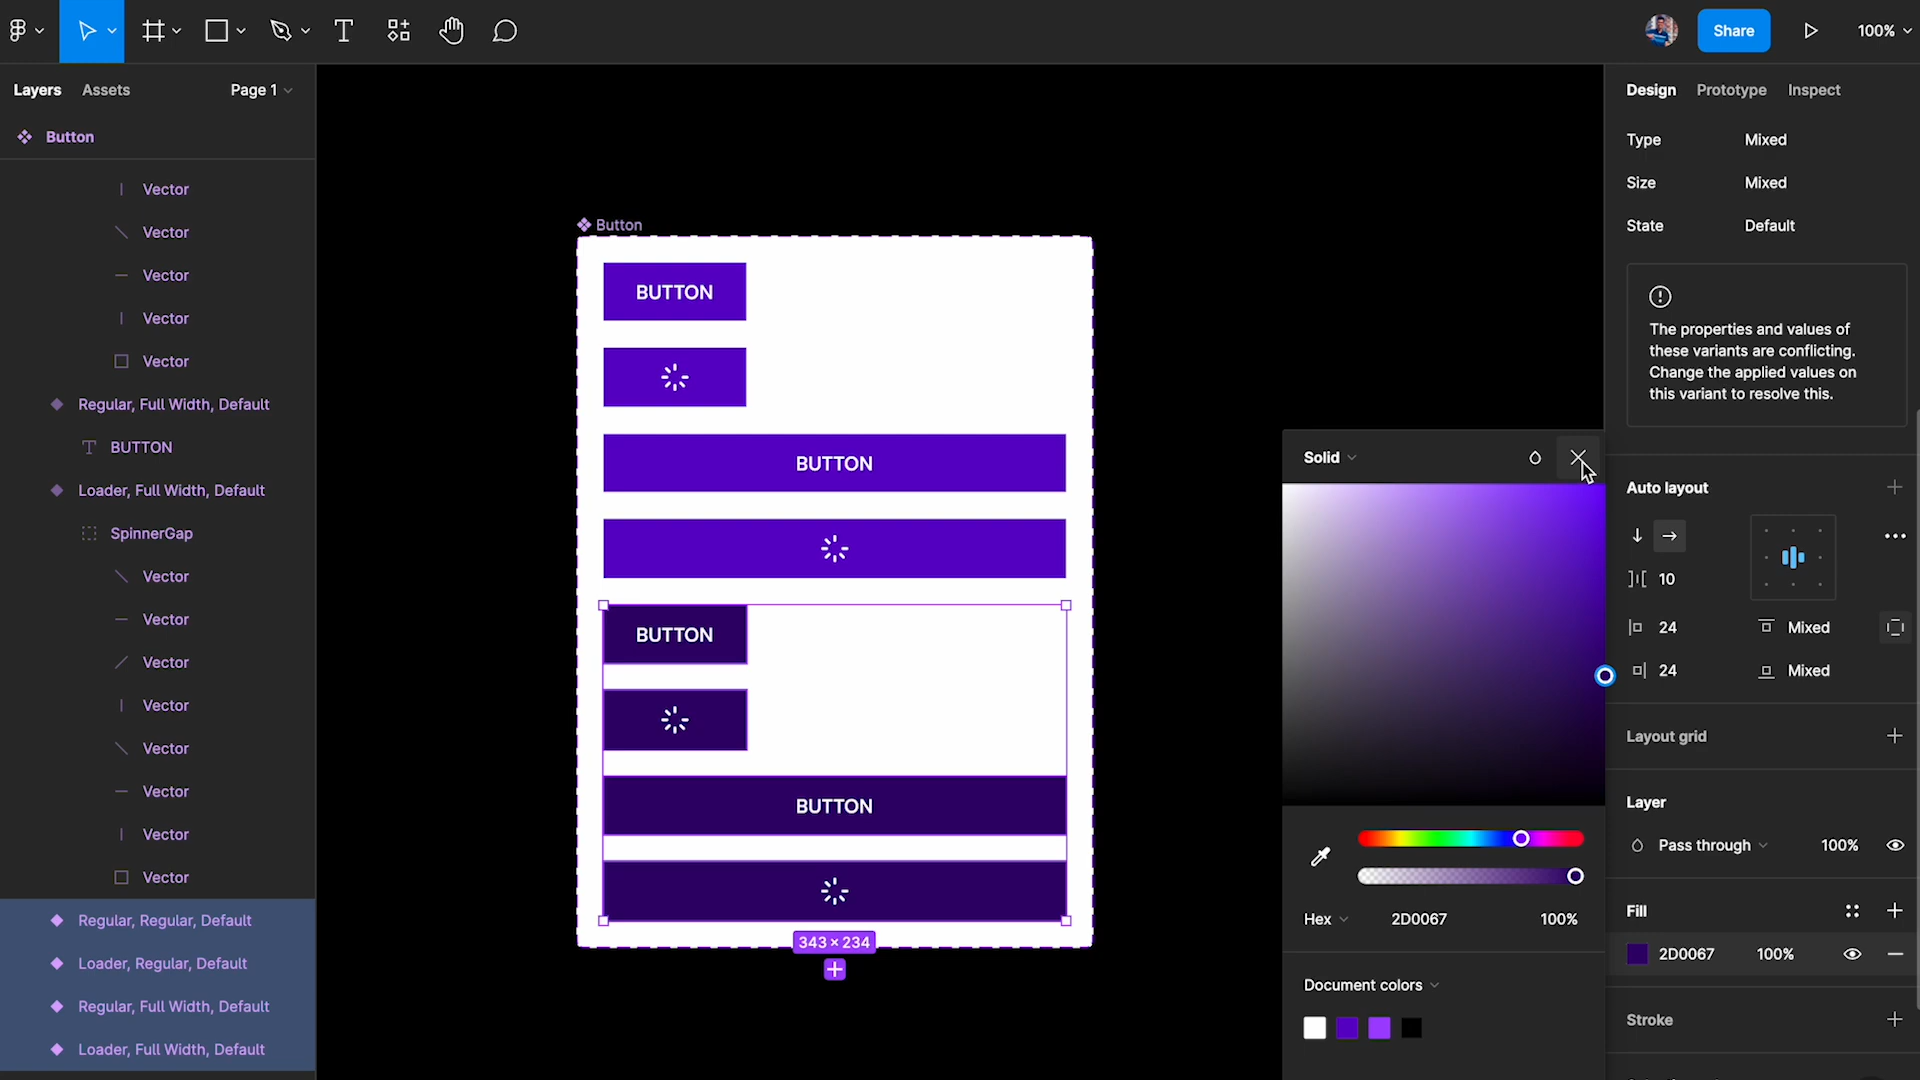 Share
100%
Layers
Assets
Page 1
Button
Vector
Vector
Vector
Vector
Vector
Regular, Full Width, Default
BUTTON
Loader, Full Width, Default
SpinnerGap
Vector
Vector
Vector
Vector
Vector
Vector
Vector
Vector
Regular, Regular, Default
Loader, Regular, Default
Regular, Full Width, Default
Loader, Full Width, Default
Button
BUTTON
BUTTON
BUTTON
BUTTON
343 × 234
Solid
Hex
2D0067
100%
Document colors
Design
Prototype
Inspect
Type
Mixed
Size
Mixed
State
Default
The properties and values of
these variants are conflicting.
Change the applied values on
this variant to resolve this.
Auto layout
10
24
Mixed
24
Mixed
Layout grid
Layer
Pass through
100%
Fill
2D0067
100%
Stroke